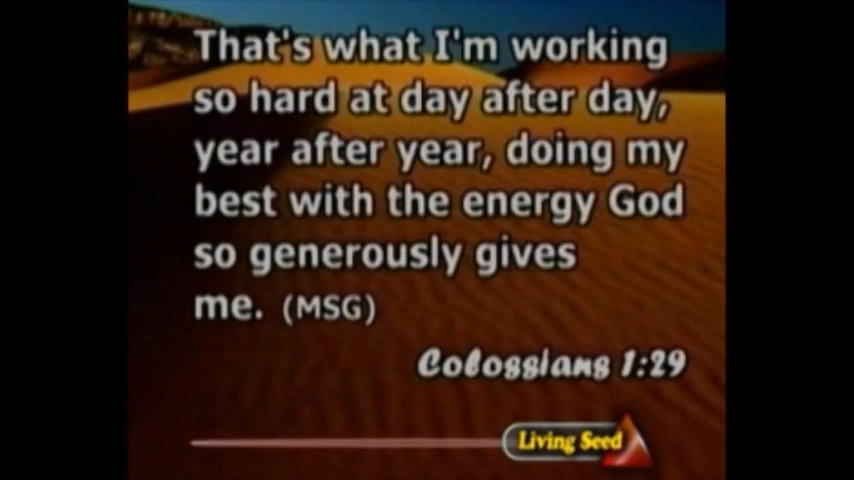 That's what I'm working
so hard at day after day,
year after year, doing my
best with the energy God
so generously gives
me. (MSG)
Colossians 1:29
Living Seed